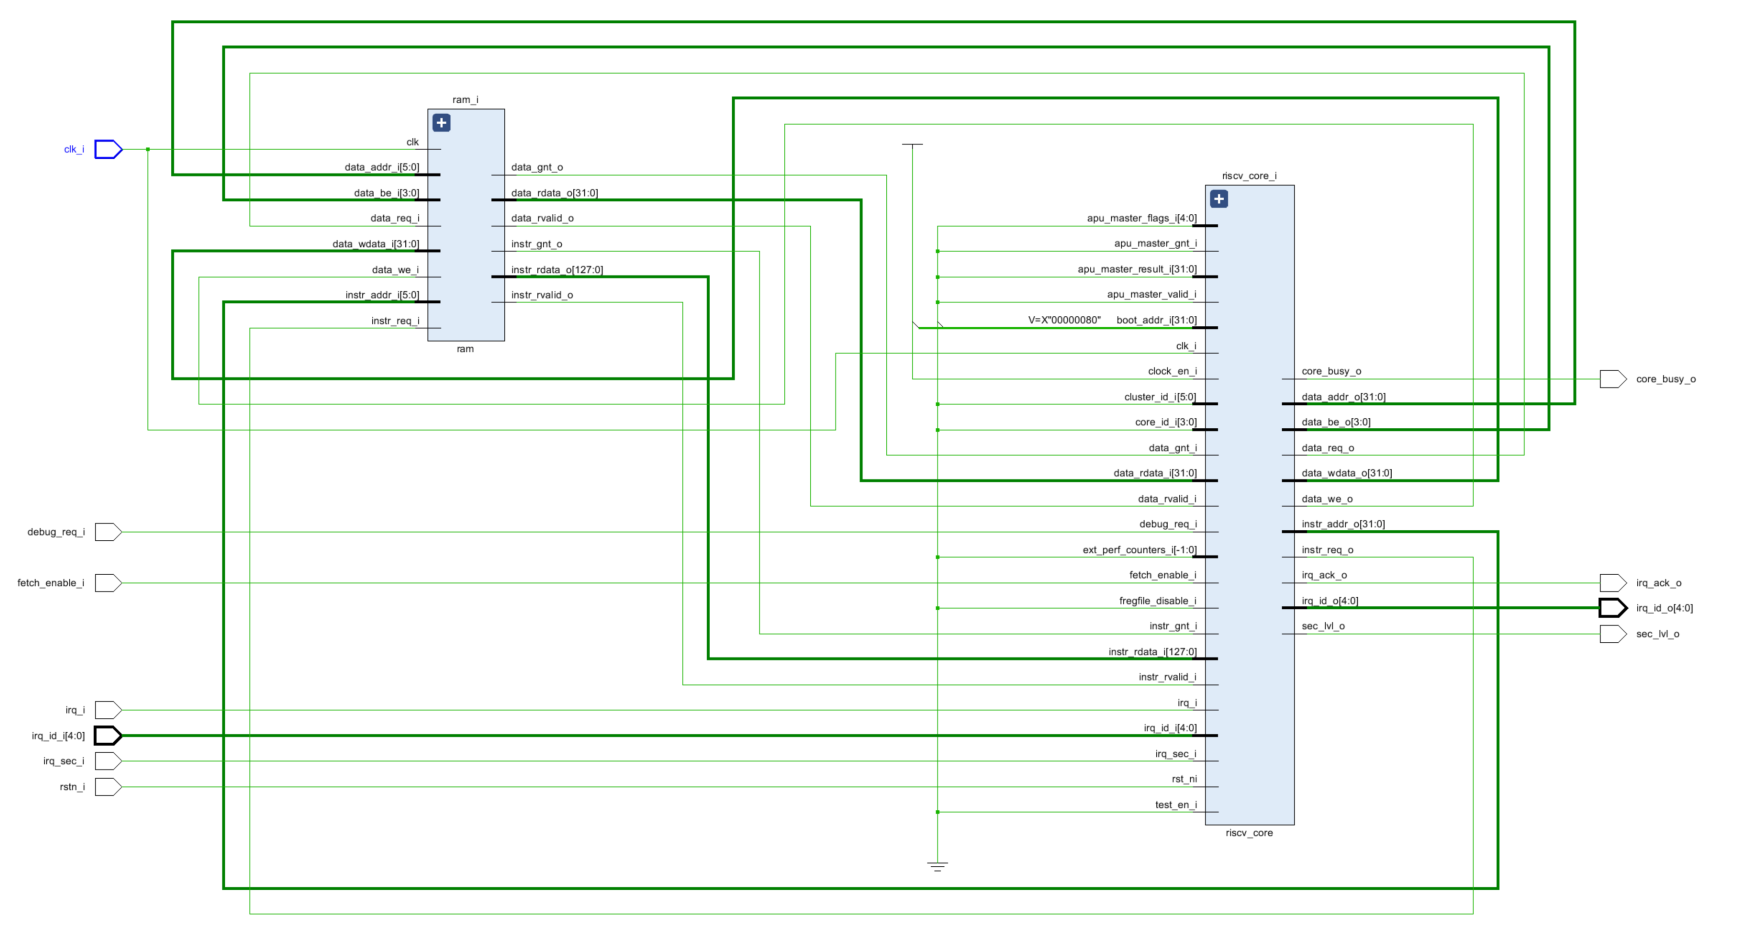 ram_i
clk_i
clk
data_addr_i[5:0]
data_gnt_o
data_be_i[3:0]
data_rdata_o[31:0]
data_req_i
data_rvalid_o
data_wdata_i[31:0]
instr_gnt_o
data_we_i
instr_rdata_o[127:0]
instr_addr_i[5:0]
instr_rvalid_o
instr_req_i
ram
riscv_core_i
apu_master_flags_i[4:0]
apu_master_gnt_i
apu_master_result_i[31:0]
apu_master_valid_i
V=X"00000080" boot_addr_i[31:0]
clk_i
clock_en_i
core_busy_o
core_busy_o
cluster_id_i[5:0]
data_addr_o[31:0]
core_id_i[3:0]
data_be_o[3:0]
data_gnt_i
data_req_o
data_rdata_i[31:0]
data_wdata_o[31:0]
data_rvalid_i
data_we_o
debug_req_i
debug_req_i
instr_addr_o[31:0]
ext_perf_counters_i[-1:0]
instr_req_o
fetch_enable_i
fetch_enable_i
irq_ack_o
irq_ack_o
fregfile_disable_i
irq_id_o[4:0]
irq_id_o[4:0]
instr_gnt_i
sec_lvl_o
sec_lvl_o
instr_rdata_i[127:0]
instr_rvalid_i
irq_i
irq_i
irq_id_i[4:0]
irq_id_i[4:0]
irq_sec_i
irq_sec_i
rstn_i
rst_ni
test_en_i
riscv_core